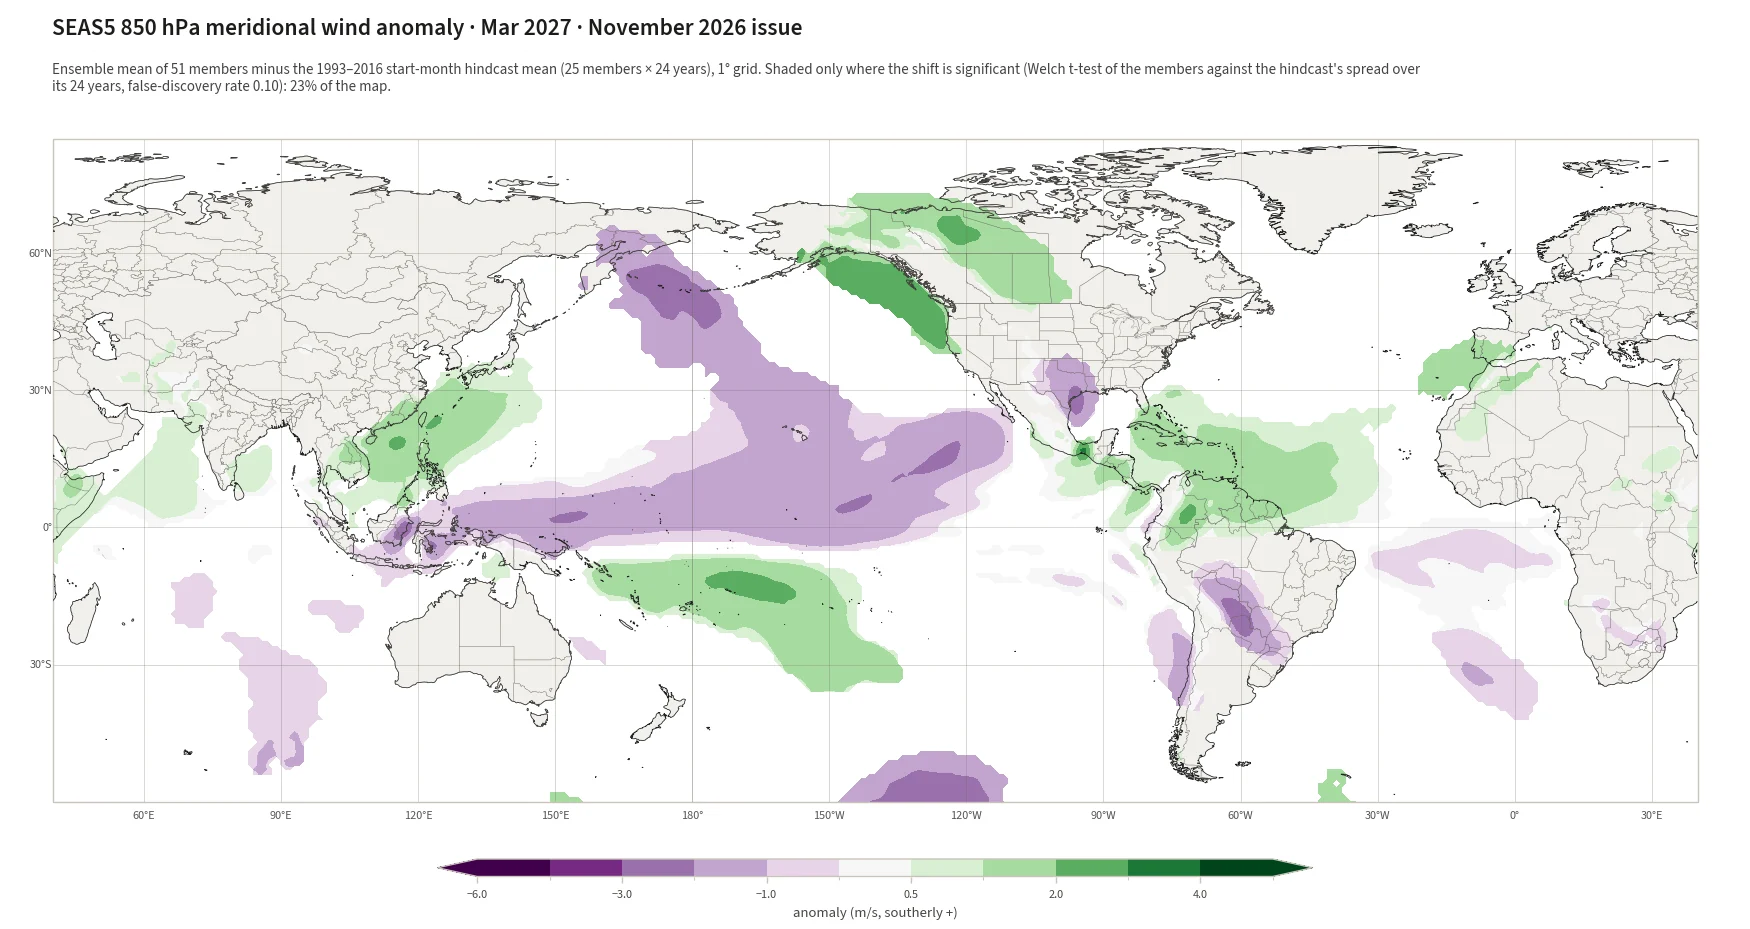 SEAS5 850 hPa meridional wind anomaly · Mar 2027 · November 2026 issue
Ensemble mean of 51 members minus the 1993–2016 start-month hindcast mean (25 members × 24 years), 1° grid. Shaded only where the shift is significant (Welch t-test of the members against the hindcast's spread over
its 24 years, false-discovery rate 0.10): 23% of the map.
60°N
30°N
0°
30°S
60°E 90°E 120°E 150°E 180° 150°W 120°W 90°W 60°W 30°W 0° 30°E
−6.0 −3.0 −1.0 0.5 2.0 4.0
anomaly (m/s, southerly +)